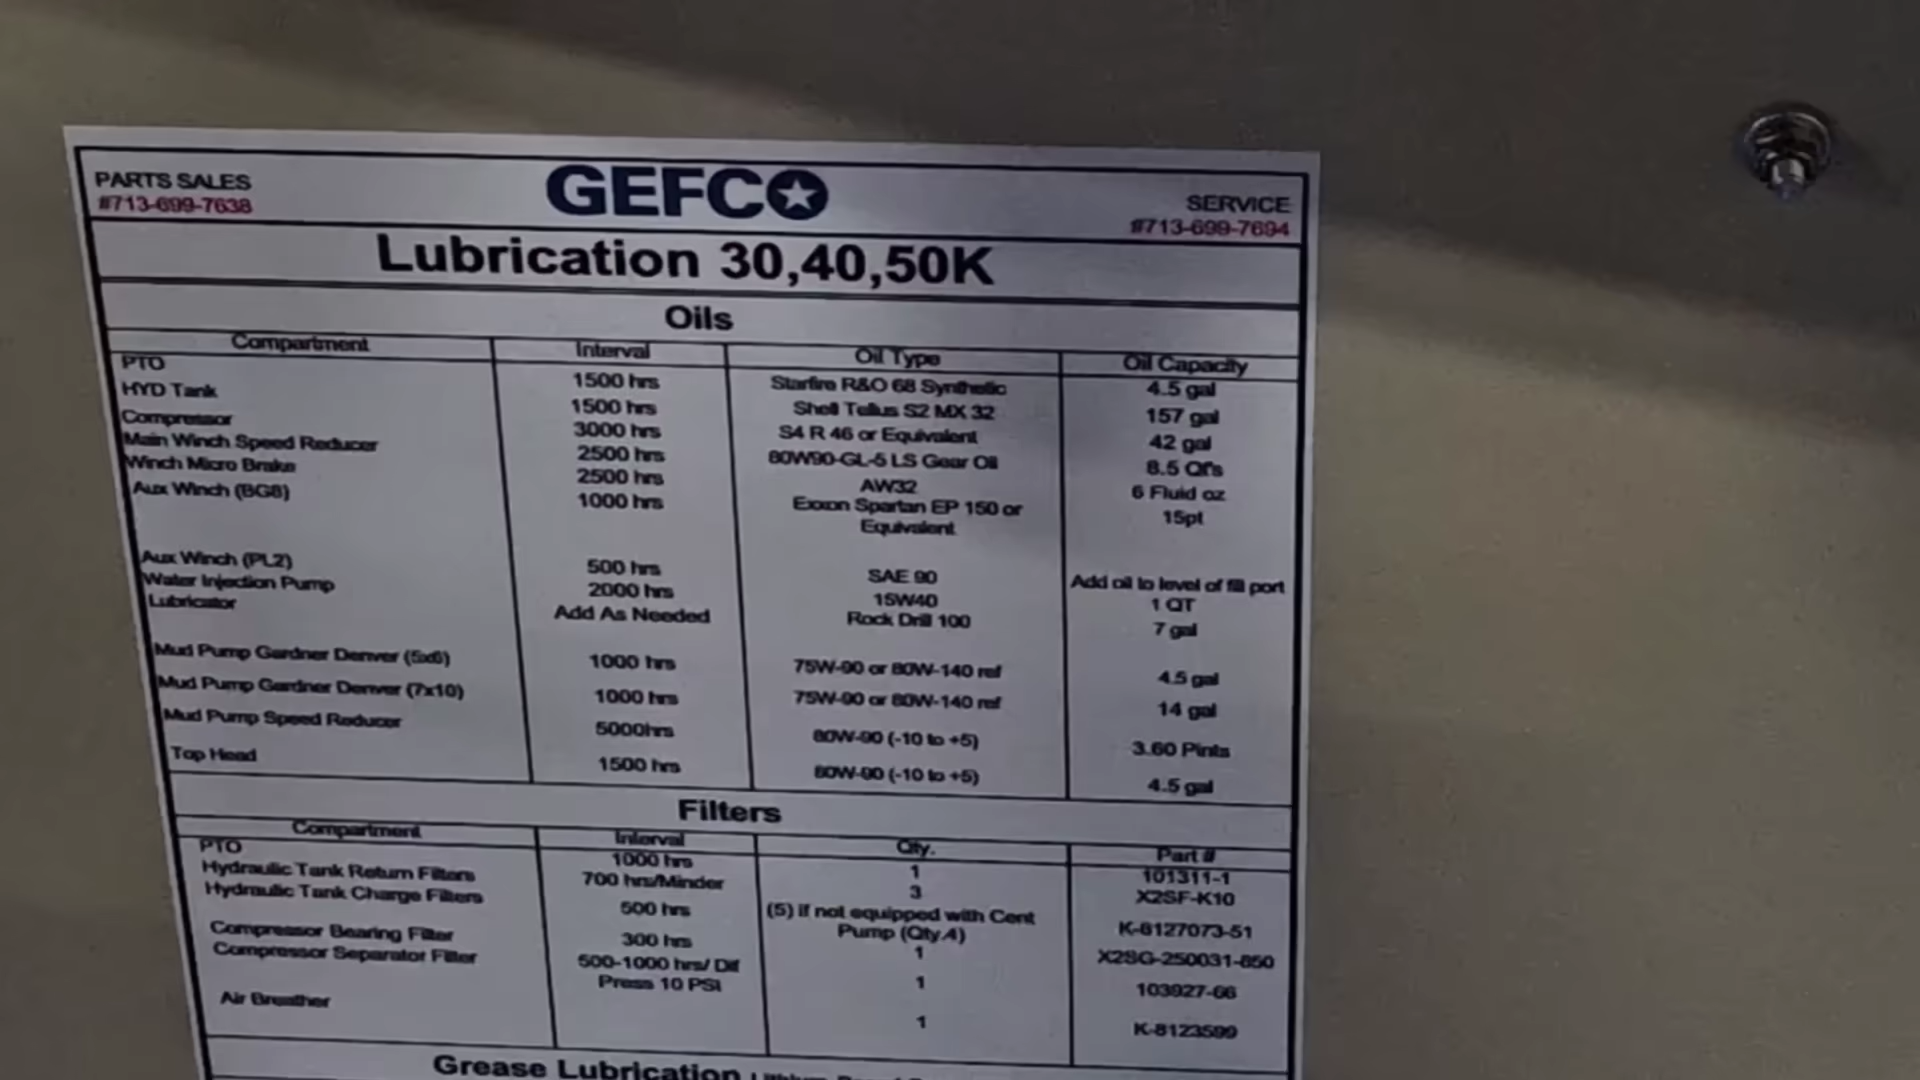 PARTS SALES
#713-699-7638
GEFCO
SERVICE
#713-699-7694
Lubrication 30,40,50K
Oils
Compartment Interval Oil Type Oil Capacity
PTO 1500 hrs Starfire R&O 68 Synthetic 4.5 gal
HYD Tank 1500 hrs Shell Tellus S2 MX 32 157 gal
Compressor 3000 hrs S4 R 46 or Equivalent 42 gal
Main Winch Speed Reducer 2500 hrs 80W90-GL-5 LS Gear Oil 8.5 Qt's
Winch Micro Brake 2500 hrs AW32 6 Fluid oz
Aux Winch (BG8) 1000 hrs Exxon Spartan EP 150 or 15pt
Equivalent
Aux Winch (PL2) 500 hrs SAE 90 Add oil to level of fill port
Water Injection Pump 2000 hrs 15W40 1 QT
Lubricator Add As Needed Rock Drill 100 7 gal
Mud Pump Gardner Denver (5x6) 1000 hrs 75W-90 or 80W-140 ref 4.5 gal
Mud Pump Gardner Denver (7x10) 1000 hrs 75W-90 or 80W-140 ref 14 gal
Mud Pump Speed Reducer 5000hrs 80W-90 (-10 to +5) 3.60 Pints
Top Head 1500 hrs 80W-90 (-10 to +5) 4.5 gal
Filters
Compartment Interval Qty. Part #
PTO 1000 hrs 1 101311-1
Hydraulic Tank Return Filters 700 hrs/Minder 3 X2SF-K10
Hydraulic Tank Charge Filters 500 hrs (5) if not equipped with Cent K-6127073-51
Pump (Qty.4)
Compressor Bearing Filter 300 hrs 1 X2SG-250031-850
Compressor Separator Filter 500-1000 hrs/ Dif 1 103927-66
Press 10 PSI
Air Breather 1 K-8123599
Grease Lubrication